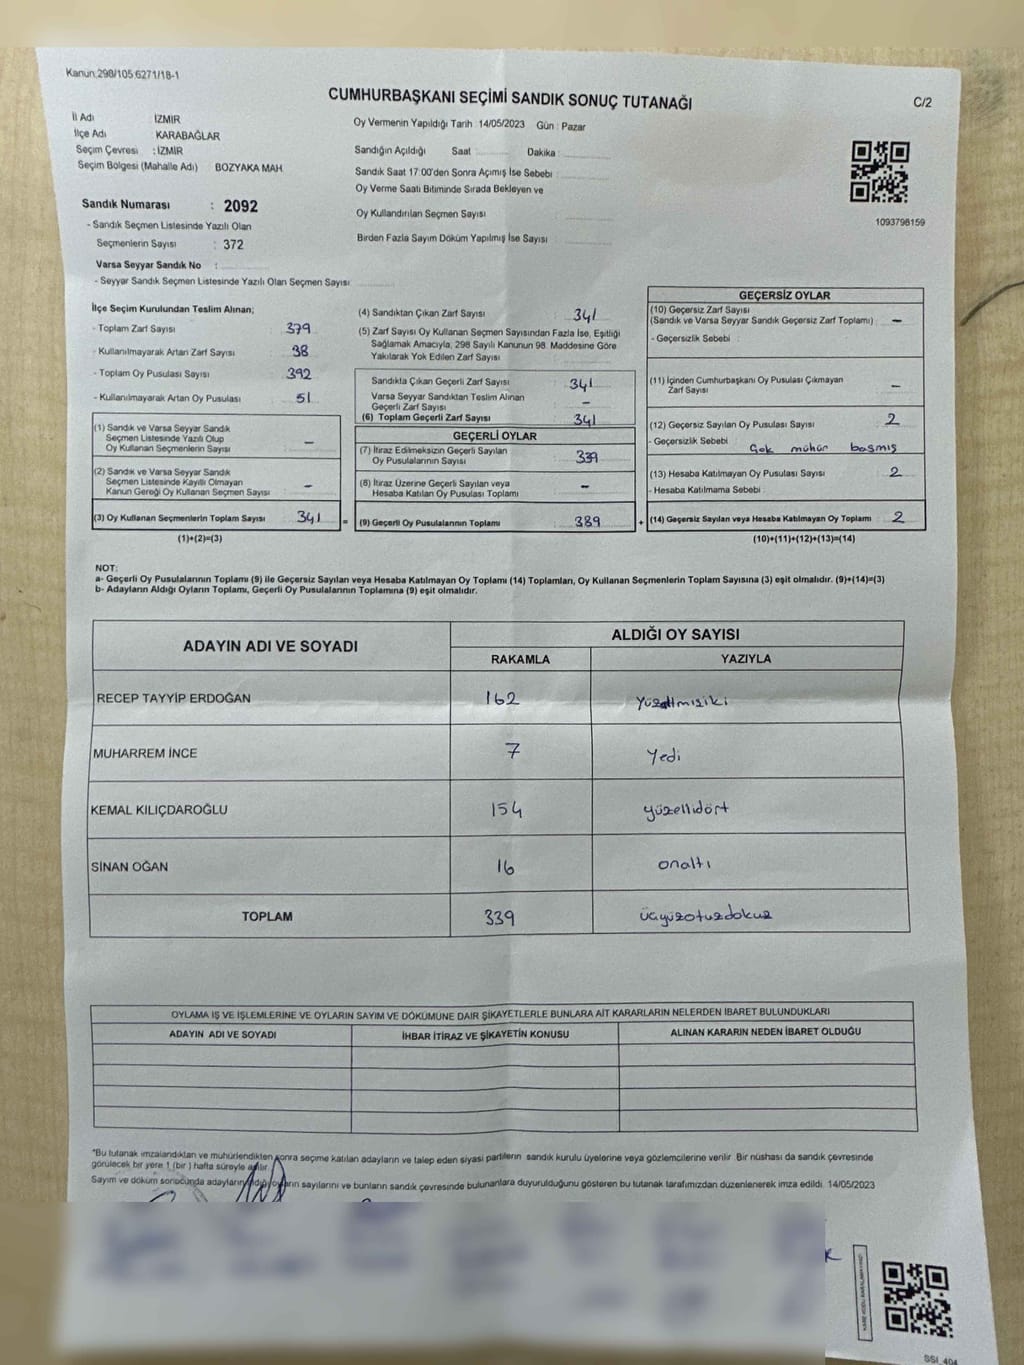 Kanun:298/105 6271/18-1
CUMHURBAŞKANI SEÇİMİ SANDIK SONUÇ TUTANAĞI
C/2
İl Adı İZMİR
İlçe Adı KARABAĞLAR
Seçim Çevresi : İZMİR
Seçim Bölgesi (Mahalle Adı) BOZYAKA MAH
Sandık Numarası : 2092
- Sandık Seçmen Listesinde Yazılı Olan
Seçmenlerin Sayısı : 372
Varsa Seyyar Sandık No :
- Seyyar Sandık Seçmen Listesinde Yazılı Olan Seçmen Sayısı
Oy Vermenin Yapıldığı Tarih 14/05/2023 Gün : Pazar
Sandığın Açıldığı Saat Dakika :
Sandık Saat 17:00'den Sonra Açımış İse Sebebi :
Oy Verme Saati Bitiminde Sırada Bekleyen ve
Oy Kullandırılan Seçmen Sayısı
Birden Fazla Sayım Döküm Yapılmış İse Sayısı :
1093798159
İlçe Seçim Kurulundan Teslim Alınan;
- Toplam Zarf Sayısı 379
- Kullanılmayarak Artan Zarf Sayısı 38
- Toplam Oy Pusulası Sayısı 392
- Kullanılmayarak Artan Oy Pusulası 51
(1) Sandık ve Varsa Seyyar Sandık
Seçmen Listesinde Yazılı Olup
Oy Kullanan Seçmenlerin Sayısı –
(2) Sandık ve Varsa Seyyar Sandık
Seçmen Listesinde Kayıtlı Olmayan
Kanun Gereği Oy Kullanan Seçmen Sayısı –
(3) Oy Kullanan Seçmenlerin Toplam Sayısı 341 =
(1)+(2)=(3)
(4) Sandıktan Çıkan Zarf Sayısı 341
(5) Zarf Sayısı Oy Kullanan Seçmen Sayısından Fazla İse, Eşitliği
Sağlamak Amacıyla, 298 Sayılı Kanunun 98. Maddesine Göre
Yakılarak Yok Edilen Zarf Sayısı
Sandıkta Çıkan Geçerli Zarf Sayısı 341
Varsa Seyyar Sandıktan Teslim Alınan
Geçerli Zarf Sayısı –
(6) Toplam Geçerli Zarf Sayısı 341
GEÇERLİ OYLAR
(7) İtiraz Edilmeksizin Geçerli Sayılan
Oy Pusulalarının Sayısı 339
(8) İtiraz Üzerine Geçerli Sayılan veya
Hesaba Katılan Oy Pusulası Toplamı –
(9) Geçerli Oy Pusulalarının Toplamı 339 +
GEÇERSİZ OYLAR
(10) Geçersiz Zarf Sayısı
(Sandık ve Varsa Seyyar Sandık Geçersiz Zarf Toplamı) : –
- Geçersizlik Sebebi :
(11) İçinden Cumhurbaşkanı Oy Pusulası Çıkmayan
Zarf Sayısı –
(12) Geçersiz Sayılan Oy Pusulası Sayısı 2
- Geçersizlik Sebebi Çok mühür basmış
(13) Hesaba Katılmayan Oy Pusulası Sayısı 2
- Hesaba Katılmama Sebebi :
(14) Geçersiz Sayılan veya Hesaba Katılmayan Oy Toplamı 2
(10)+(11)+(12)+(13)=(14)
NOT:
a- Geçerli Oy Pusulalarının Toplamı (9) ile Geçersiz Sayılan veya Hesaba Katılmayan Oy Toplamı (14) Toplamları, Oy Kullanan Seçmenlerin Toplam Sayısına (3) eşit olmalıdır. (9)+(14)=(3)
b- Adayların Aldığı Oyların Toplamı, Geçerli Oy Pusulalarının Toplamına (9) eşit olmalıdır.
ADAYIN ADI VE SOYADI ALDIĞI OY SAYISI
RAKAMLA YAZIYLA
RECEP TAYYİP ERDOĞAN 162 yüzaltmışiki
MUHARREM İNCE 7 Yedi
KEMAL KILIÇDAROĞLU 154 yüzellidört
SİNAN OĞAN 16 onaltı
TOPLAM 339 üçyüzotuzdokuz
OYLAMA İŞ VE İŞLEMLERİNE VE OYLARIN SAYIM VE DÖKÜMÜNE DAİR ŞİKAYETLERLE BUNLARA AİT KARARLARIN NELERDEN İBARET BULUNDUKLARI
ADAYIN ADI VE SOYADI İHBAR İTİRAZ VE ŞİKAYETİN KONUSU ALINAN KARARIN NEDEN İBARET OLDUĞU
"Bu tutanak imzalandıktan ve mühürlendikten sonra seçime katılan adayların ve talep eden siyasi partilerin sandık kurulu üyelerine veya gözlemcilerine verilir. Bir nüshası da sandık çevresinde
görülecek bir yere 1 (bir) hafta süreyle asılır.
Sayım ve döküm sonucunda adayların aldığı oyların sayılarını ve bunların sandık çevresinde bulunanlara duyurulduğunu gösteren bu tutanak tarafımızdan düzenlenerek imza edildi. 14/05/2023